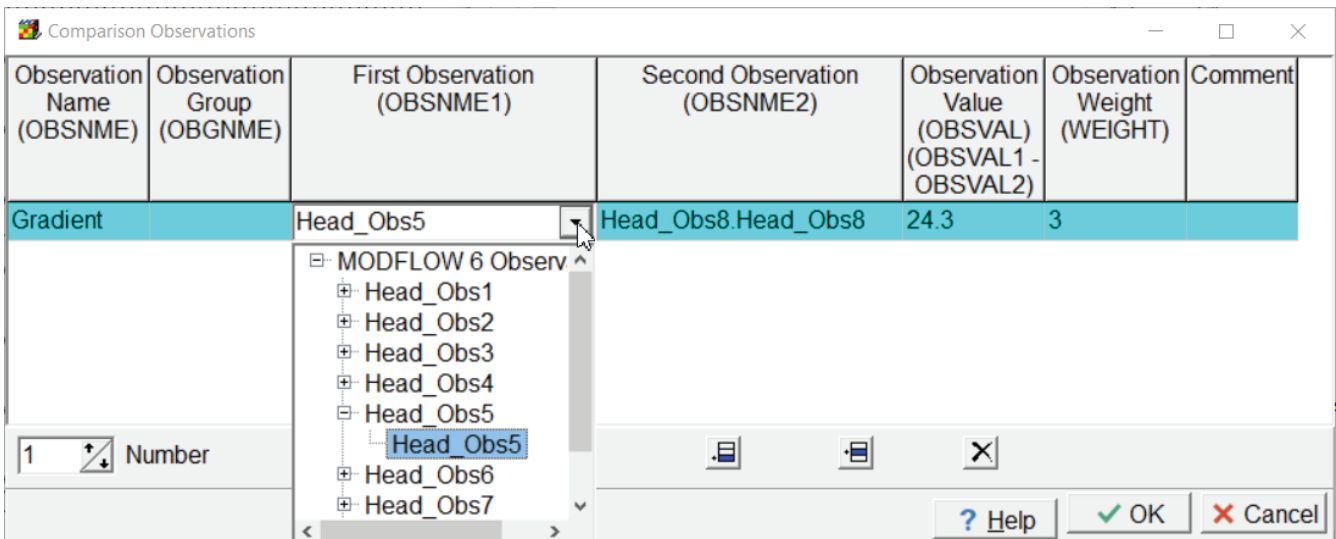 Comparison Observations
Observation Name (OBSNME)
Observation Group (OBGNME)
First Observation (OBSNME1)
Second Observation (OBSNME2)
Observation Value (OBSVAL) (OBSVAL1 - OBSVAL2)
Observation Weight (WEIGHT)
Comment
Gradient Head_Obs5 Head_Obs8.Head_Obs8 24.3 3
MODFLOW 6 Observ
Head_Obs1
Head_Obs2
Head_Obs3
Head_Obs4
Head_Obs5
Head_Obs5
Head_Obs6
Head_Obs7
1 Number
? Help OK Cancel